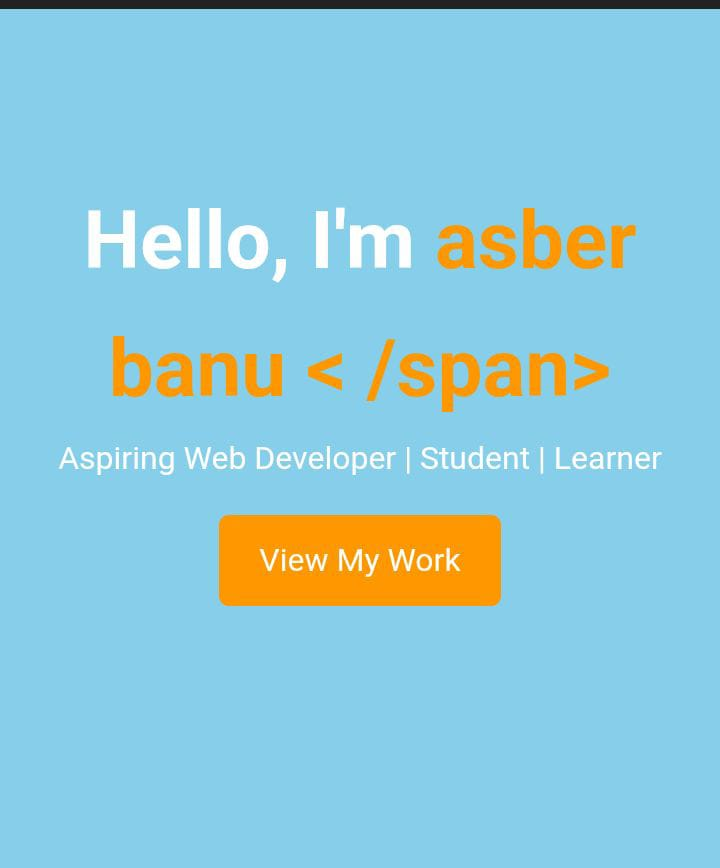 Hello, I'm asber
banu < /span>
Aspiring Web Developer | Student | Learner
View My Work